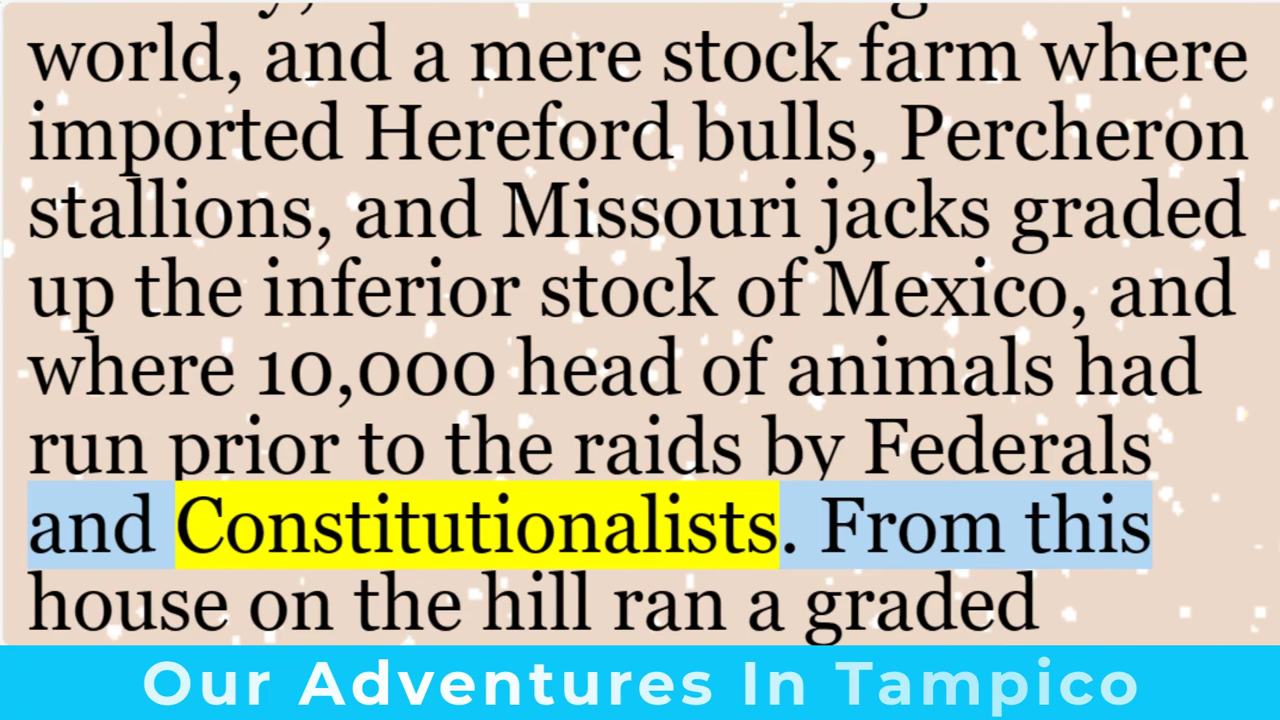 world, and a mere stock farm where
imported Hereford bulls, Percheron
stallions, and Missouri jacks graded
up the inferior stock of Mexico, and
where 10,000 head of animals had
run prior to the raids by Federals
and Constitutionalists. From this
house on the hill ran a graded
Our Adventures In Tampico